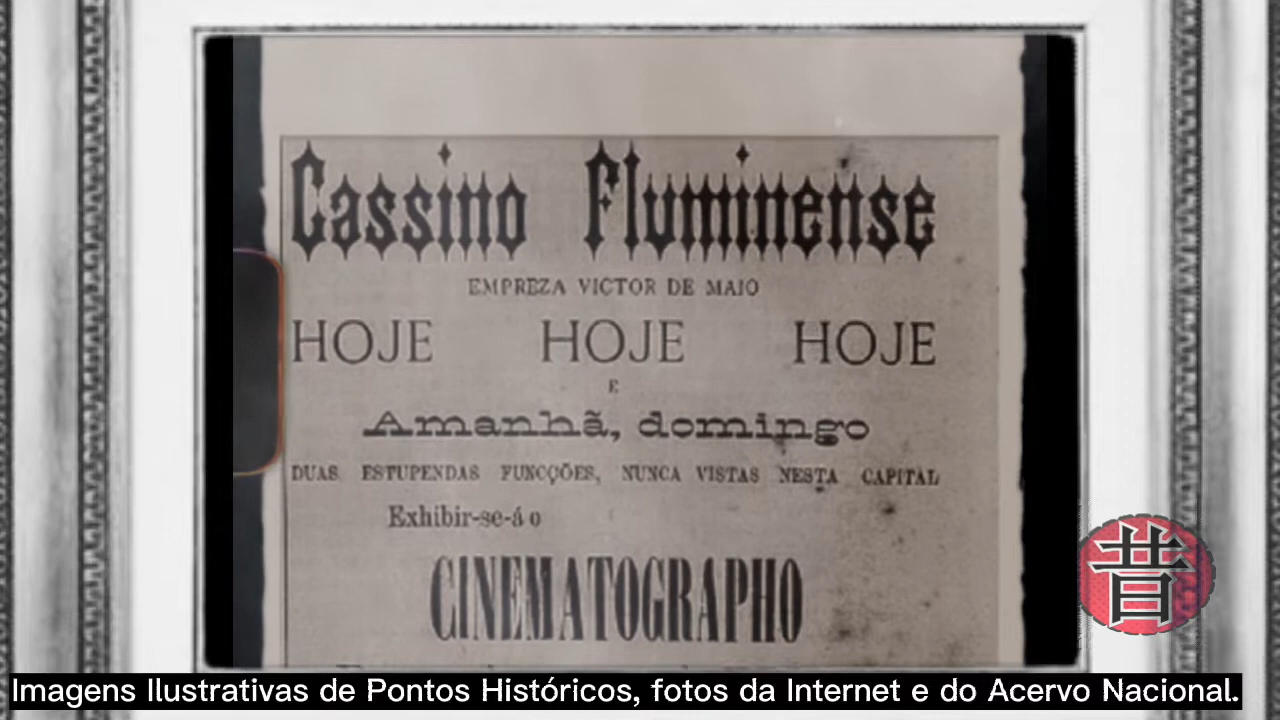 Cassino Fluminense
EMPREZA VICTOR DE MAIO
HOJE HOJE HOJE
E
Amanhã, domingo
DUAS ESTUPENDAS FUNCÇÕES, NUNCA VISTAS NESTA CAPITAL
Exhibir-se-á o
CINEMATOGRAPHO
昔
Imagens Ilustrativas de Pontos Históricos, fotos da Internet e do Acervo Nacional.